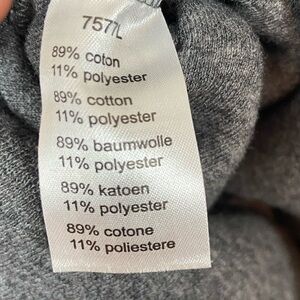 7577L
89% coton
11% polyester
89% cotton
11% polyester
89% baumwolle
11% polyester
89% katoen
11% polyester
89% cotone
11% poliestere